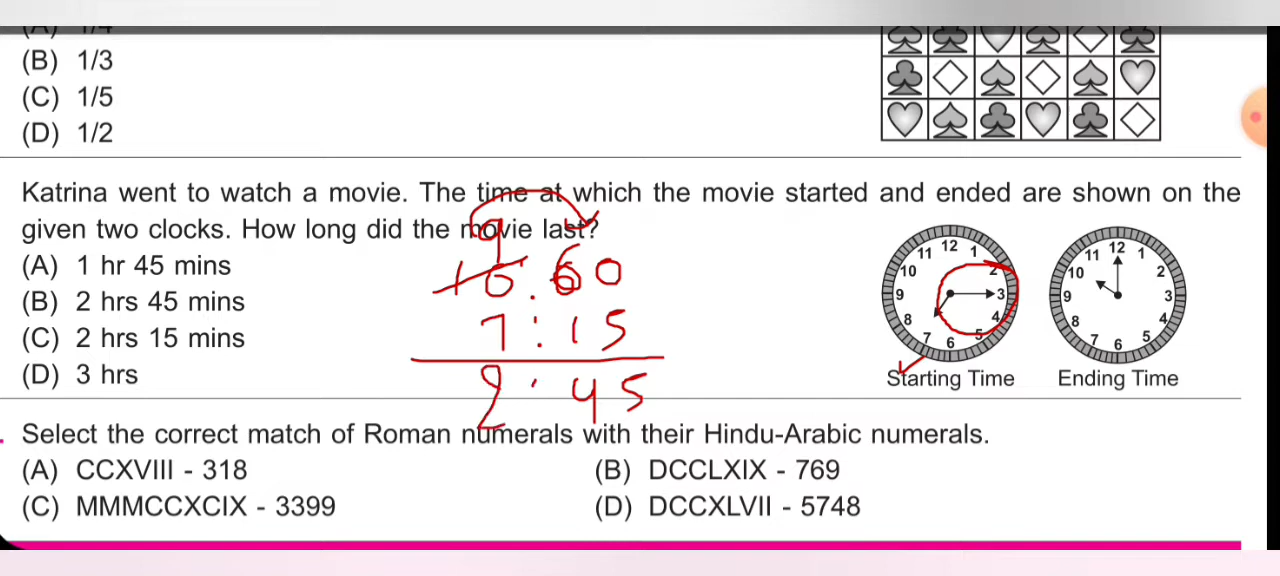 (A) 1/4
(B) 1/3
(C) 1/5
(D) 1/2
Katrina went to watch a movie. The time at which the movie started and ended are shown on the
given two clocks. How long did the movie last?
(A) 1 hr 45 mins
(B) 2 hrs 45 mins
(C) 2 hrs 15 mins
(D) 3 hrs
9
10.60
7:15
2:45
12 1 2 3 4 5 6 7 8 9 10 11
Starting Time
12 1 2 3 4 5 6 7 8 9 10 11
Ending Time
Select the correct match of Roman numerals with their Hindu-Arabic numerals.
(A) CCXVIII - 318
(B) DCCLXIX - 769
(C) MMMCCXCIX - 3399
(D) DCCXLVII - 5748